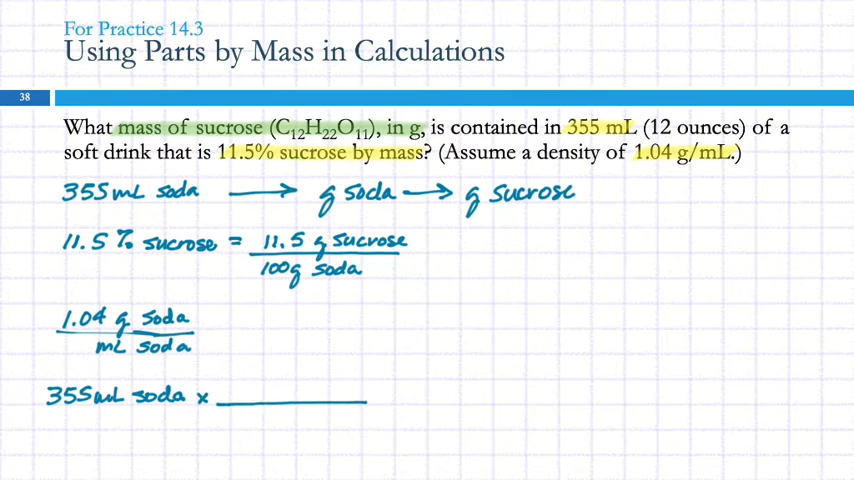 For Practice 14.3
Using Parts by Mass in Calculations
38
What mass of sucrose (C₁₂H₂₂O₁₁), in g, is contained in 355 mL (12 ounces) of a
soft drink that is 11.5% sucrose by mass? (Assume a density of 1.04 g/mL.)
355 mL soda ⟶ g soda ⟶ g sucrose
11.5 % sucrose = 11.5 g sucrose
100g soda
1.04 g soda
mL soda
355 mL soda ×